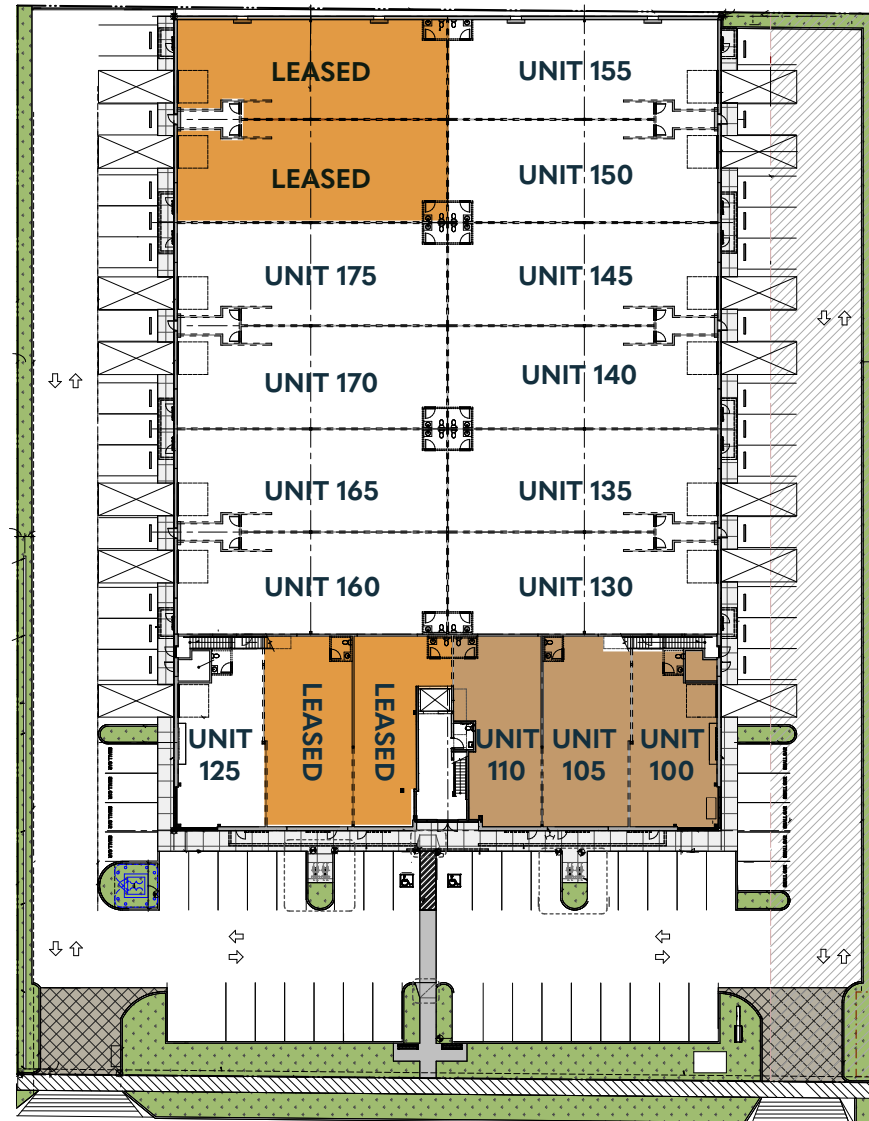 LEASED
UNIT 155
LEASED
UNIT 150
UNIT 175
UNIT 145
UNIT 170
UNIT 140
UNIT 165
UNIT 135
UNIT 160
UNIT 130
UNIT
125
LEASED
LEASED
UNIT
110
UNIT
105
UNIT
100